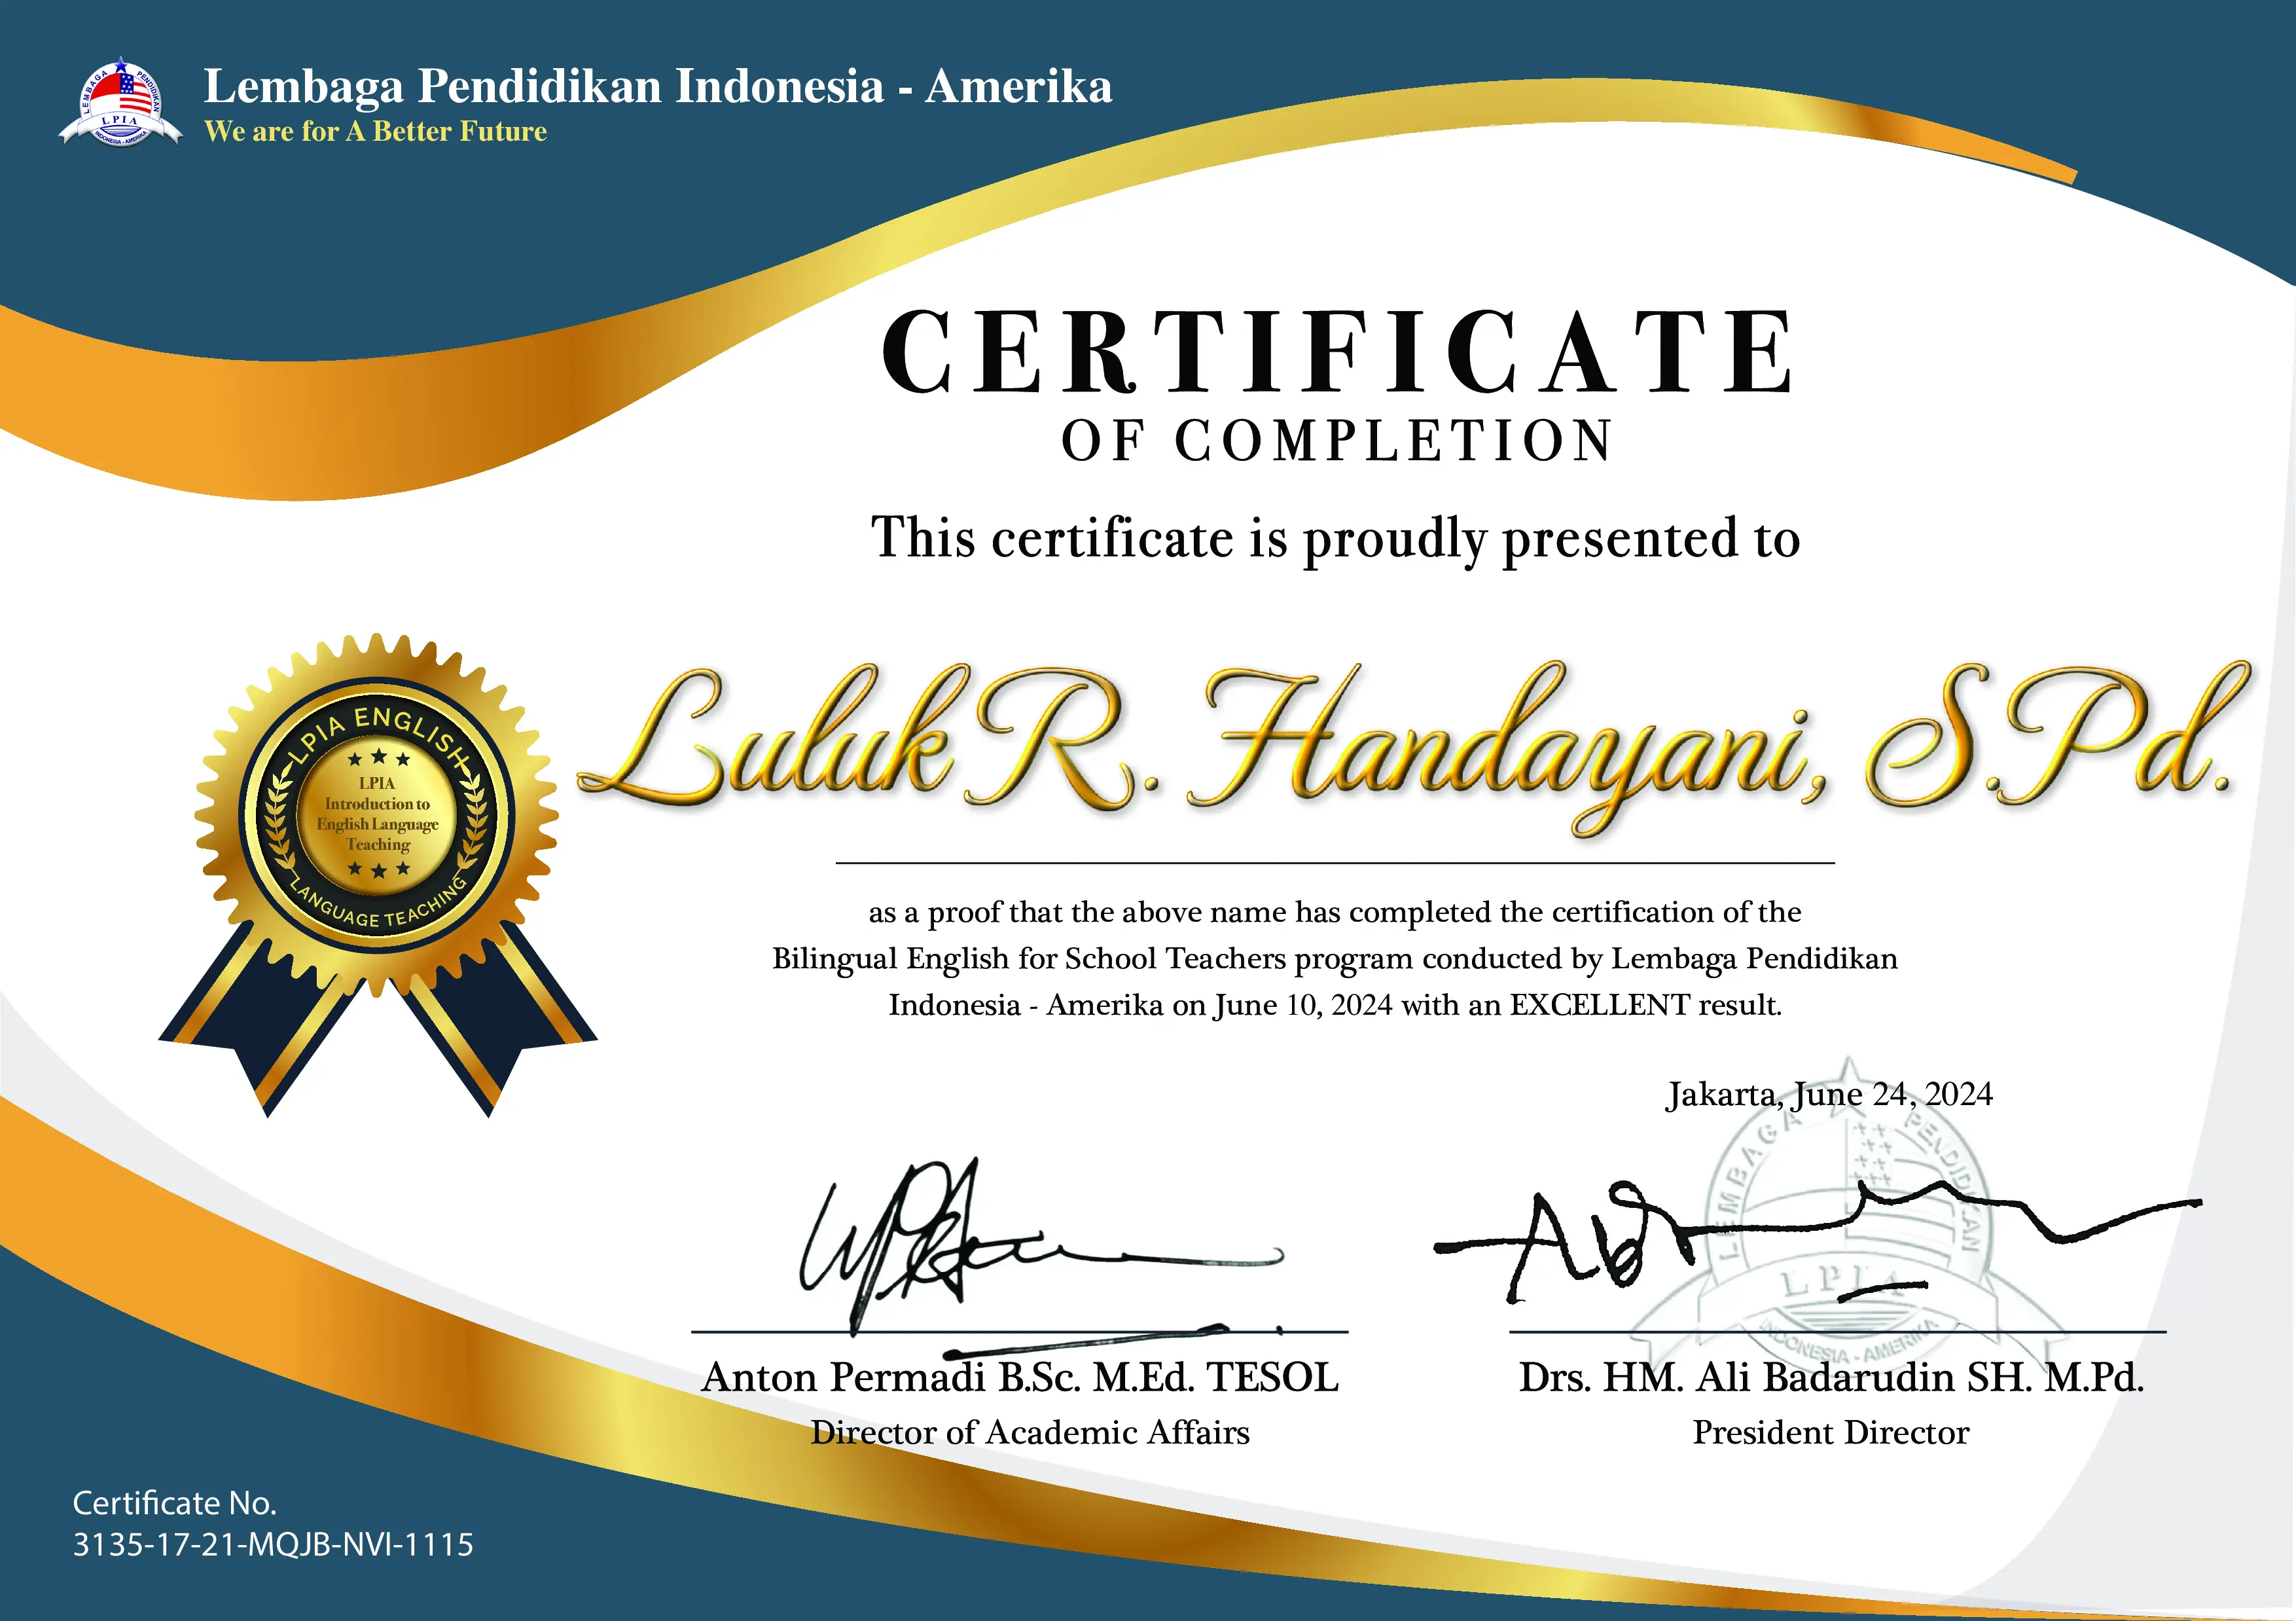 LEMBAGA PENDIDIKAN
LPIA
INDONESIA - AMERIKA
Lembaga Pendidikan Indonesia - Amerika
We are for A Better Future
CERTIFICATE
OF COMPLETION
This certificate is proudly presented to
Luluk R. Handayani, S.Pd.
LPIA ENGLISH
LPIA
Introduction to
English Language
Teaching
LANGUAGE TEACHING
as a proof that the above name has completed the certification of the
Bilingual English for School Teachers program conducted by Lembaga Pendidikan
Indonesia - Amerika on June 10, 2024 with an EXCELLENT result.
Jakarta, June 24, 2024
LEMBAGA PENDIDIKAN
LPIA
INDONESIA - AMERIKA
Anton Permadi B.Sc. M.Ed. TESOL
Director of Academic Affairs
Drs. HM. Ali Badarudin SH. M.Pd.
President Director
Certificate No.
3135-17-21-MQJB-NVI-1115